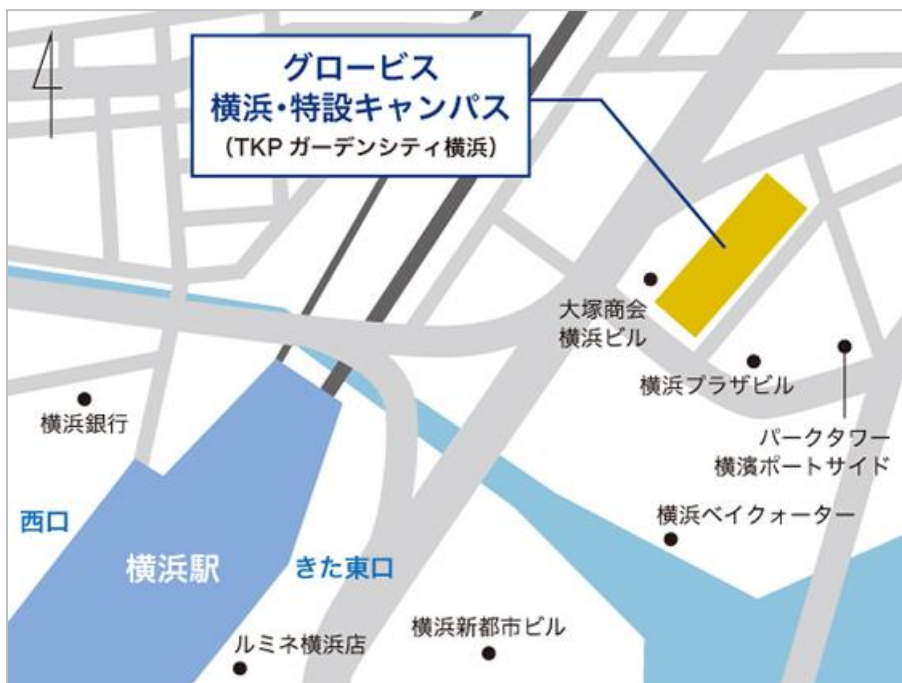 グロービス
横浜・特設キャンパス
（TKP ガーデンシティ横浜）
大塚商会
横浜ビル
横浜プラザビル
横浜銀行
パークタワー
横濱ポートサイド
西口
横浜ベイクォーター
横浜駅
きた東口
横浜新都市ビル
ルミネ横浜店